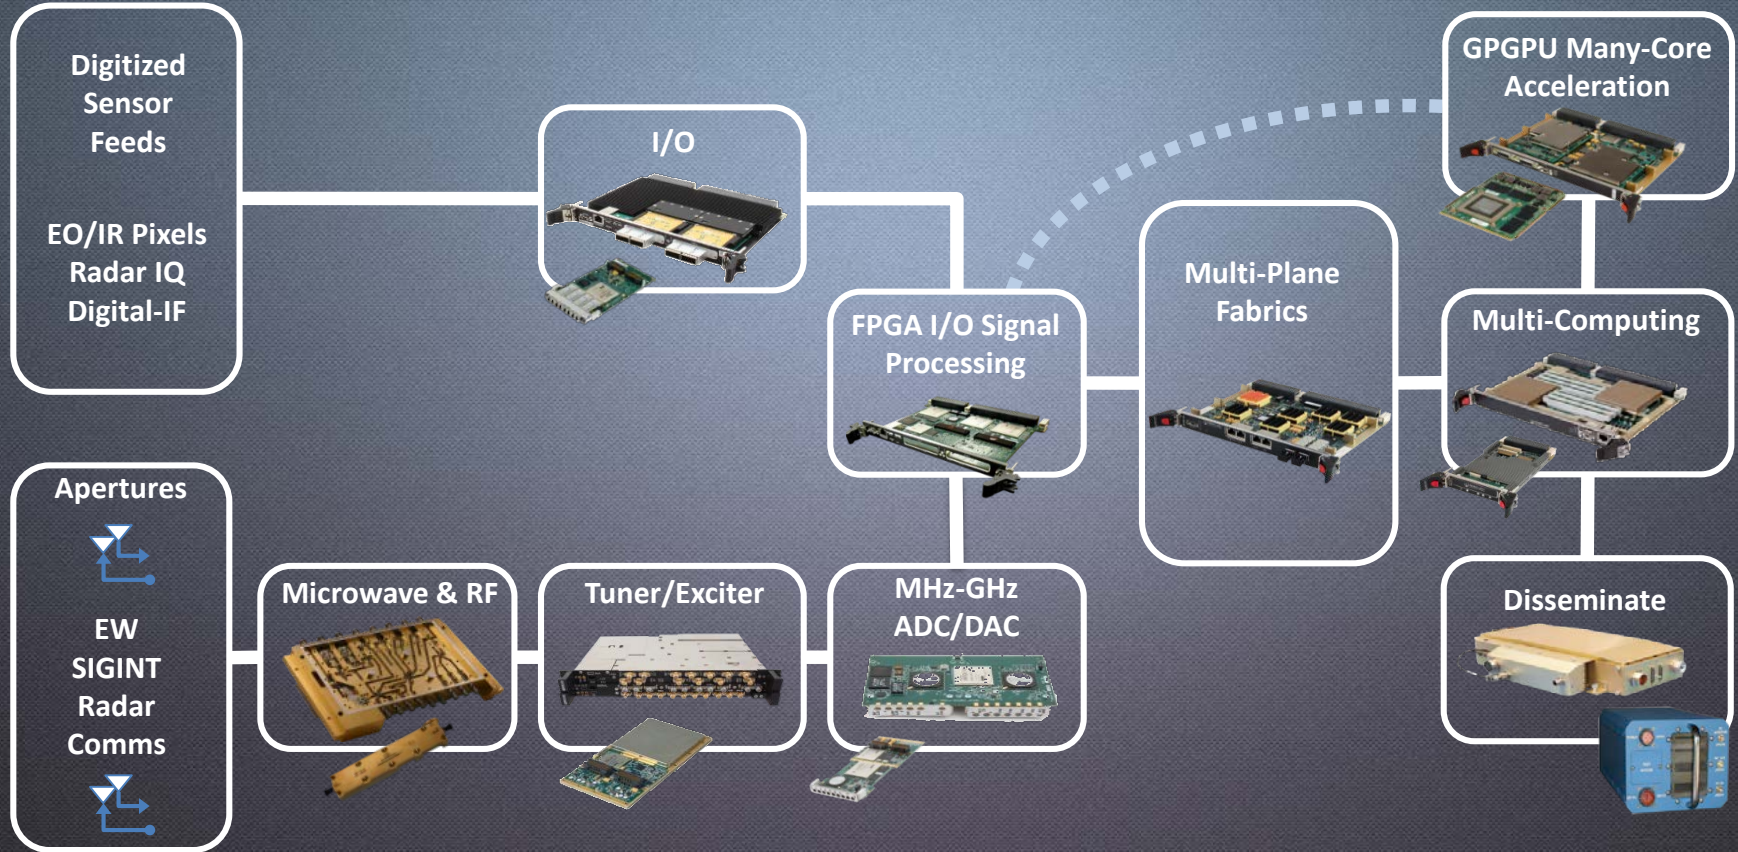 Digitized
Sensor
Feeds
EO/IR Pixels
Radar IQ
Digital-IF
I/O
GPGPU Many-Core
Acceleration
FPGA I/O Signal
Processing
Multi-Plane
Fabrics
Multi-Computing
Apertures
EW
SIGINT
Radar
Comms
Microwave & RF
Tuner/Exciter
MHz-GHz
ADC/DAC
Disseminate